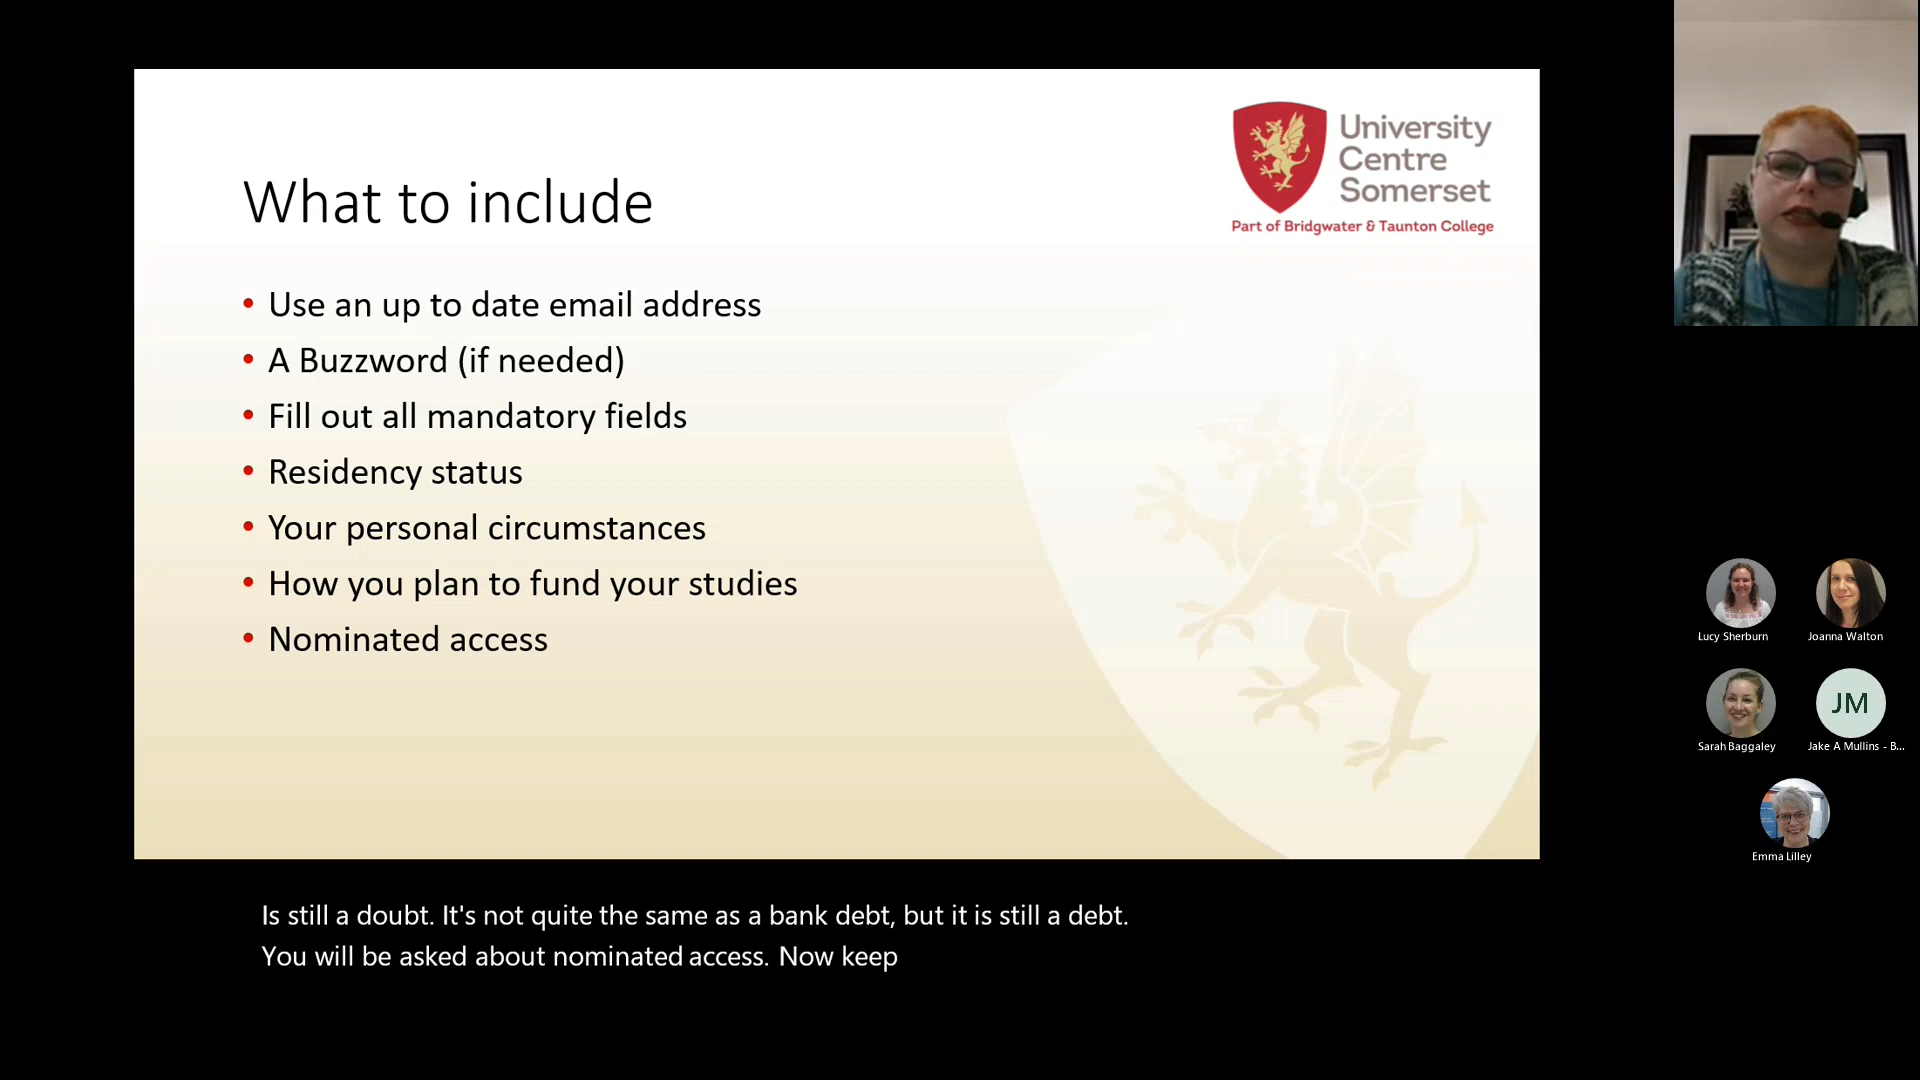 University
Centre
Somerset
Part of Bridgwater & Taunton College
What to include
• Use an up to date email address
• A Buzzword (if needed)
• Fill out all mandatory fields
• Residency status
• Your personal circumstances
• How you plan to fund your studies
• Nominated access
Lucy Sherburn
Joanna Walton
Sarah Baggaley
JM
Jake A Mullins - B...
Emma Lilley
Is still a doubt. It's not quite the same as a bank debt, but it is still a debt.
You will be asked about nominated access. Now keep